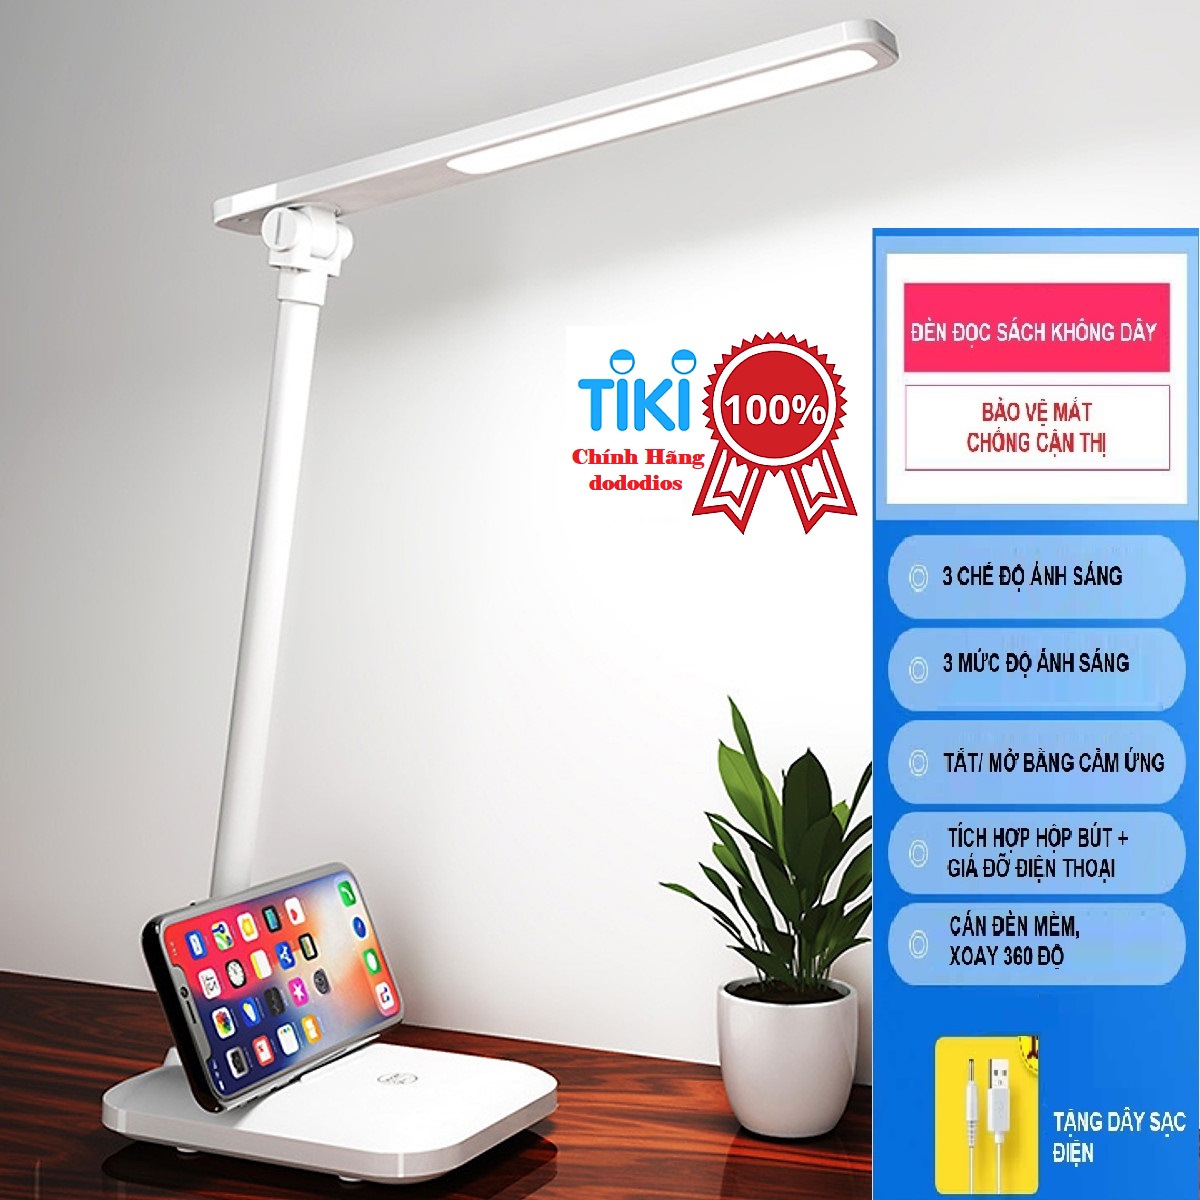 TiKi
100%
Chính Hãng
dododios
ĐÈN ĐỌC SÁCH KHÔNG DÂY
BẢO VỆ MẮT
CHỐNG CẬN THỊ
3 CHẾ ĐỘ ÁNH SÁNG
3 MỨC ĐỘ ÁNH SÁNG
TẮT/ MỞ BẰNG CẢM ỨNG
TÍCH HỢP HỘP BÚT +
GIÁ ĐỠ ĐIỆN THOẠI
CÁN ĐÈN MỀM,
XOAY 360 ĐỘ
TẶNG DÂY SẠC
ĐIỆN